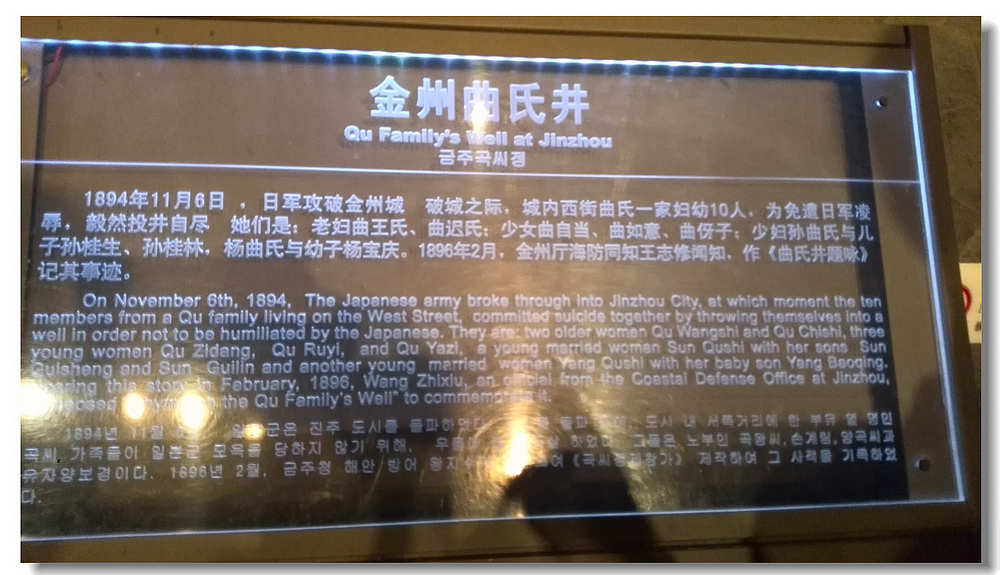 金州曲氏井
Qu Family's Well at Jinzhou
금주곡씨정
1894年11月6日 ，日军攻破金州城 破城之际，城内西街曲氏一家妇幼10人，为免遭日军凌
辱，毅然投井自尽 她们是：老妇曲王氏、曲迟氏；少女曲自当、曲如意、曲伢子；少妇孙曲氏与儿
子孙桂生、孙桂林，杨曲氏与幼子杨宝庆。1896年2月，金州厅海防同知王志修闻知，作《曲氏井题咏》
记其事迹。
On November 6th, 1894, The Japanese army broke through into Jinzhou City, at which moment the ten
members from a Qu family living on the West Street, committed suicide together by throwing themselves into a
well in order not to be humiliated by the Japanese. They are: two older women Qu Wangshi and Qu Chishi, three
young women Qu Zidang, Qu Ruyi, and Qu Yazi, a young married woman Sun Qushi with her sons Sun
Guisheng and Sun Guilin and another young married woman Yang Qushi with her baby son Yang Baoqing.
this story in February, 1896, Wang Zhixiu, an official from the Coastal Defense Office at Jinzhou,
the Qu Family's Well" to commemorate it.
1894년 11월 군은 진주 도시를 돌파하였다 도시 내 서쪽거리에 한 부유 열 명인
곡씨 가족들이 일본군 모욕을 당하지 않기 위해, 하였다 그들은 노부인 곡왕씨,손계림,양곡씨과
유자양보경이다. 1896년 2월, 금주청 해안 방어 제작하여 그 사적을 기록하였
다.